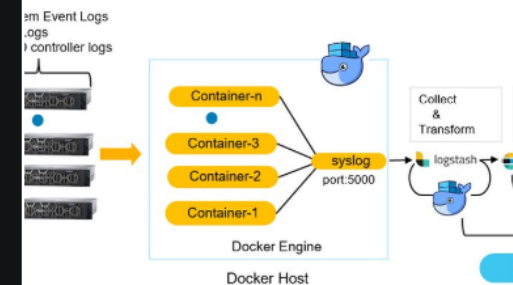 em Event Logs
Logs
controller logs
Container-n
Container-3
Container-2
Container-1
syslog
port:5000
Docker Engine
Docker Host
Collect
&
Transform
logstash